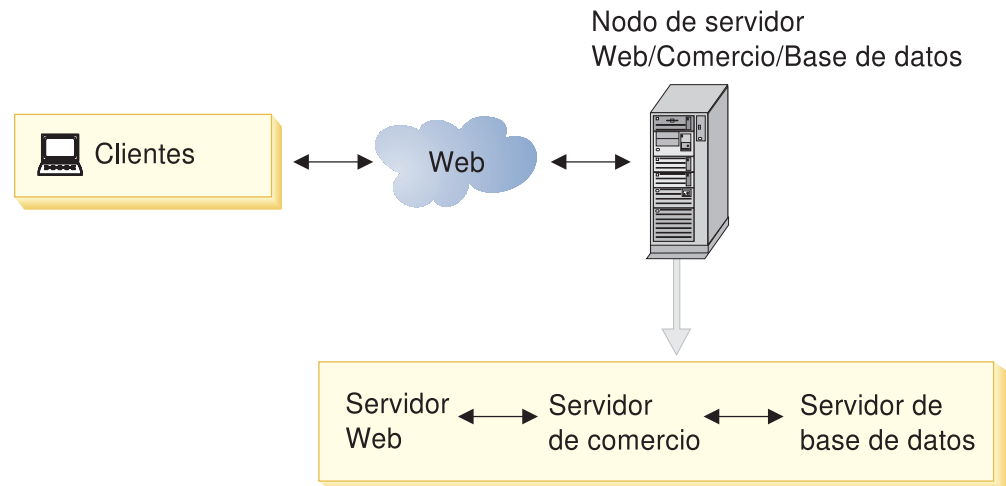 Nodo de servidor
Web/Comercio/Base de datos
Clientes
Web
Servidor
Web
Servidor
de comercio
Servidor de
base de datos